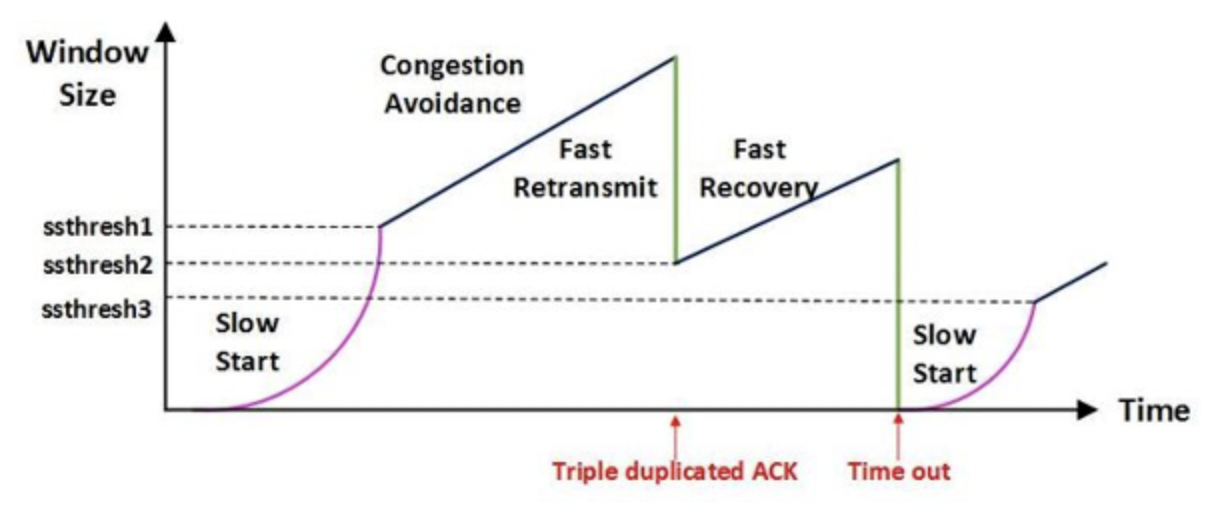 Window
Size
Congestion
Avoidance
Fast
Retransmit
Fast
Recovery
ssthresh1
ssthresh2
ssthresh3
Slow
Start
Slow
Start
Time
Triple duplicated ACK
Time out